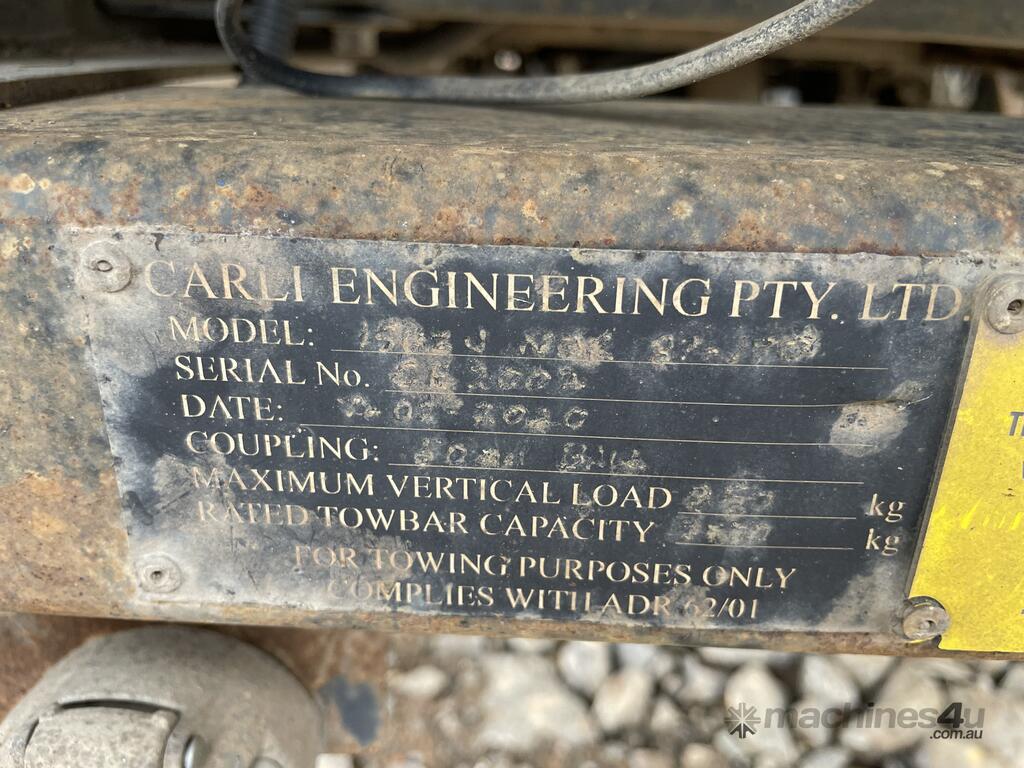 CARLI ENGINEERING PTY. LTD.
MODEL:
SERIAL No.
DATE: 2010
COUPLING:
MAXIMUM VERTICAL LOAD kg
RATED TOWBAR CAPACITY kg
FOR TOWING PURPOSES ONLY
COMPLIES WITH ADR 62/01
machines4u
.com.au